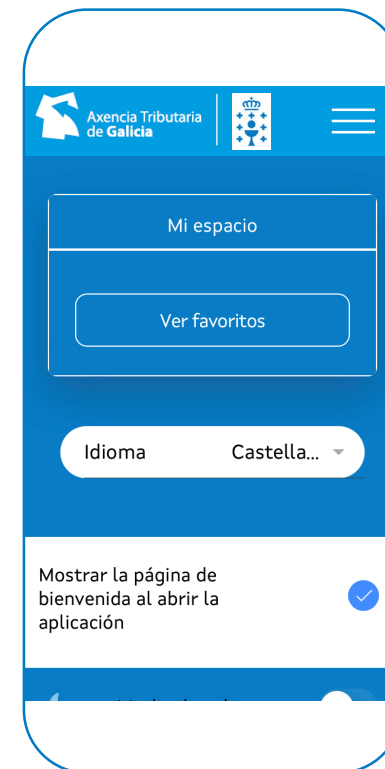 Axencia Tributaria
de Galicia
Mi espacio
Ver favoritos
Idioma Castella...
Mostrar la página de
bienvenida al abrir la
aplicación